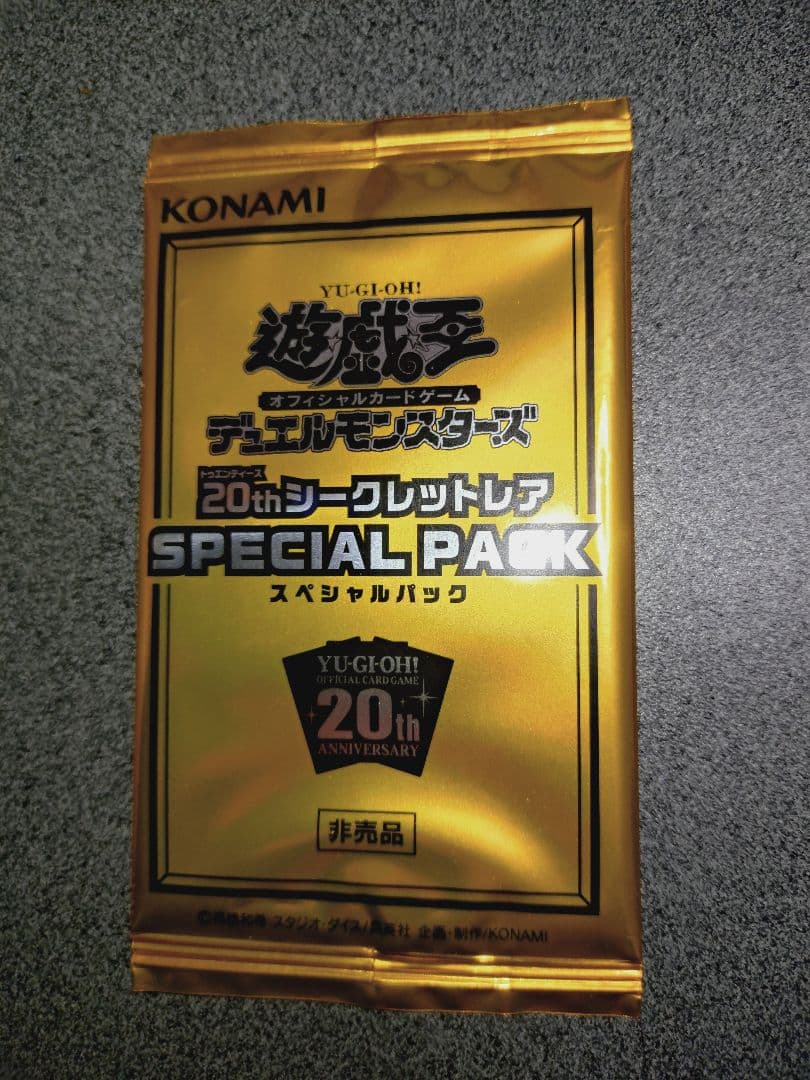 KONAMI
YU-GI-OH!
遊☆戯☆王
オフィシャルカードゲーム
デュエルモンスターズ
トゥエンティース
20thシークレットレア
SPECIAL PACK
スペシャルパック
YU-GI-OH!
OFFICIAL CARD GAME
20th
ANNIVERSARY
非売品
©高橋和希 スタジオ・ダイス/集英社 企画・制作/KONAMI